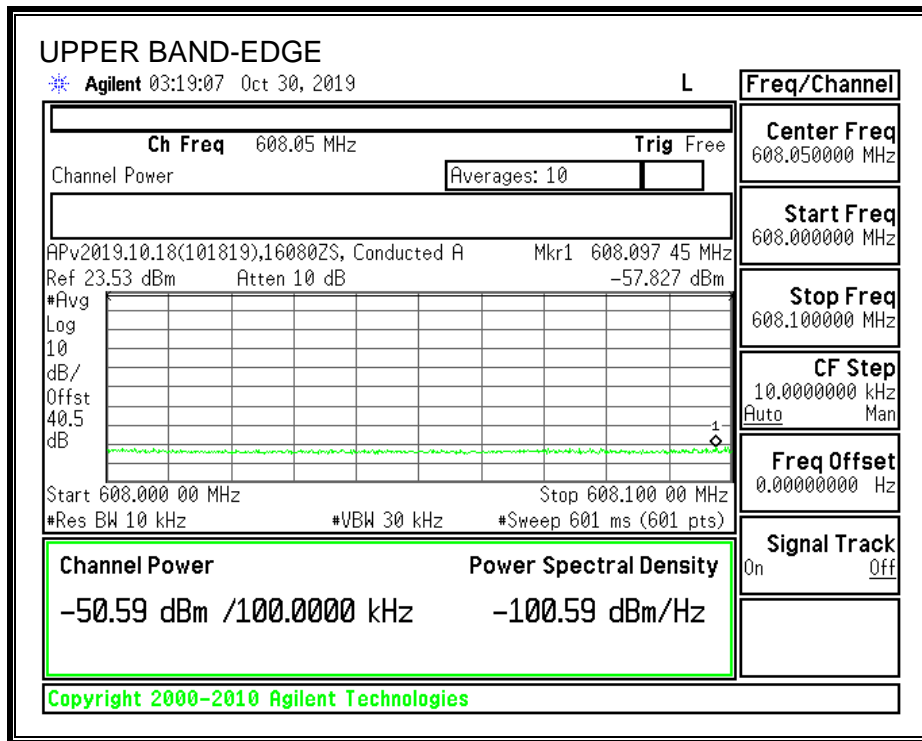 UPPER BAND-EDGE
Agilent 03:19:07 Oct 30, 2019 L
Freq/Channel
Ch Freq 608.05 MHz Trig Free
Channel Power Averages: 10
APv2019.10.18(101819),16080ZS, Conducted A Mkr1 608.097 45 MHz
Ref 23.53 dBm Atten 10 dB -57.827 dBm
#Avg
Log
10
dB/
Offst
40.5
dB
1
Start 608.000 00 MHz Stop 608.100 00 MHz
#Res BW 10 kHz #VBW 30 kHz #Sweep 601 ms (601 pts)
Channel Power Power Spectral Density
-50.59 dBm /100.0000 kHz -100.59 dBm/Hz
Center Freq
608.050000 MHz
Start Freq
608.000000 MHz
Stop Freq
608.100000 MHz
CF Step
10.0000000 kHz
Auto Man
Freq Offset
0.00000000 Hz
Signal Track
On Off
Copyright 2000-2010 Agilent Technologies